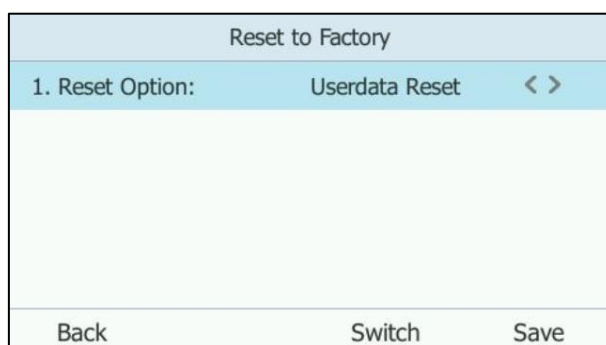 Reset to Factory
1. Reset Option: Userdata Reset < >
Back Switch Save